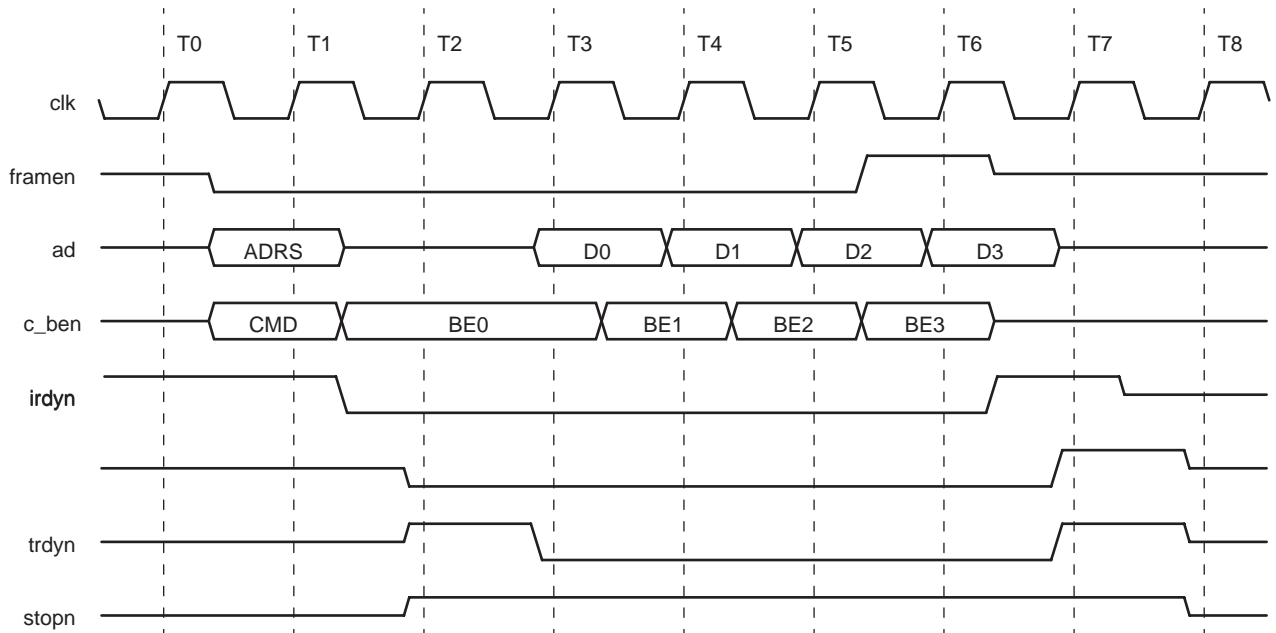 T0 T1 T2 T3 T4 T5 T6 T7 T8
clk
framen
ad ADRS D0 D1 D2 D3
c_ben CMD BE0 BE1 BE2 BE3
irdyn
trdyn
stopn